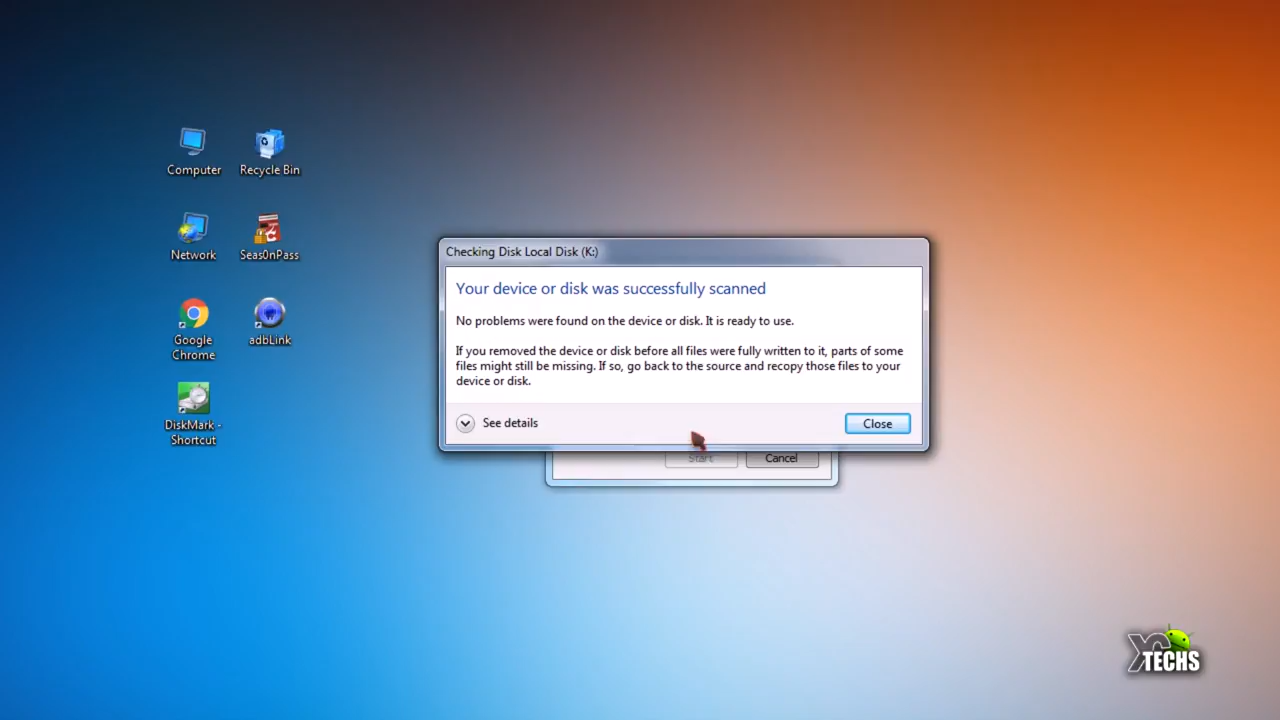 Computer
Recycle Bin
Network
Seas0nPass
Google
Chrome
adbLink
DiskMark -
Shortcut
Checking Disk Local Disk (K:)
Your device or disk was successfully scanned
No problems were found on the device or disk. It is ready to use.
If you removed the device or disk before all files were fully written to it, parts of some
files might still be missing. If so, go back to the source and recopy those files to your
device or disk.
See details
Close
Start
Cancel
TECHS